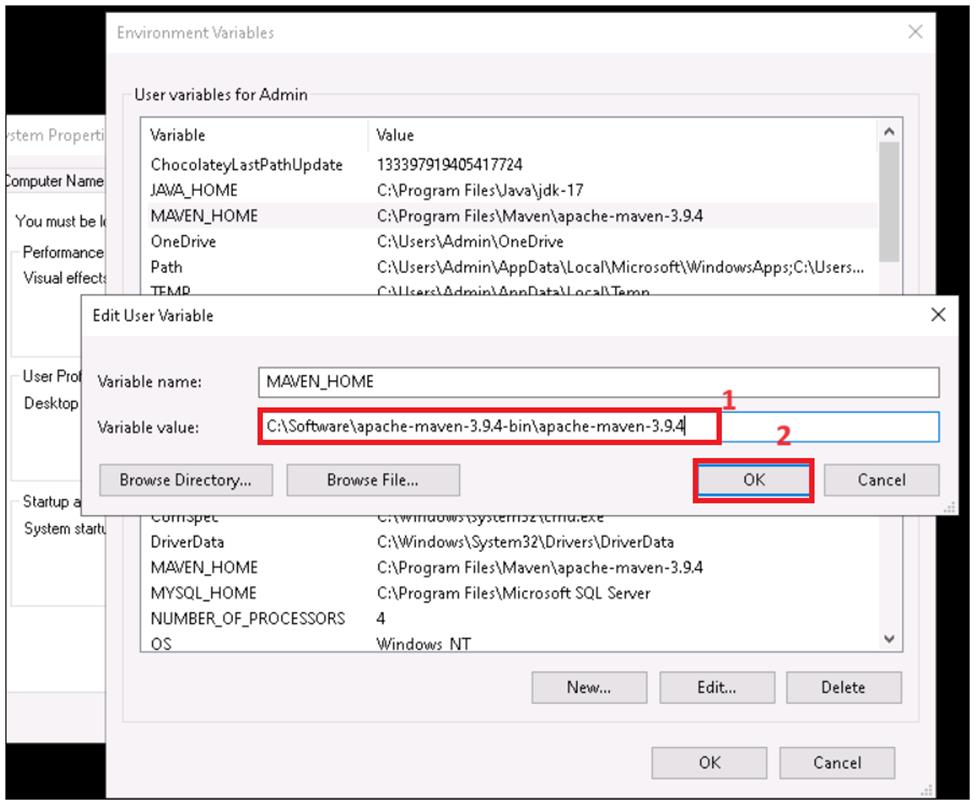 Environment Variables
User variables for Admin
Variable Value
ChocolateyLastPathUpdate 133397919405417724
JAVA_HOME C:\Program Files\Java\jdk-17
MAVEN_HOME C:\Program Files\Maven\apache-maven-3.9.4
OneDrive C:\Users\Admin\OneDrive
Path C:\Users\Admin\AppData\Local\Microsoft\WindowsApps;C:\Users...
TEMP C:\Users\Admin\AppData\Local\Temp
ystem Properti
Computer Name
You must be l
Performance
Visual effects
Edit User Variable
Variable name: MAVEN_HOME
1
Variable value: C:\Software\apache-maven-3.9.4-bin\apache-maven-3.9.4
2
Browse Directory... Browse File... OK Cancel
User Prof
Desktop
Startup a
System startu
ComSpec C:\Windows\system32\cmd.exe
DriverData C:\Windows\System32\Drivers\DriverData
MAVEN_HOME C:\Program Files\Maven\apache-maven-3.9.4
MYSQL_HOME C:\Program Files\Microsoft SQL Server
NUMBER_OF_PROCESSORS 4
OS Windows_NT
New... Edit... Delete
OK Cancel